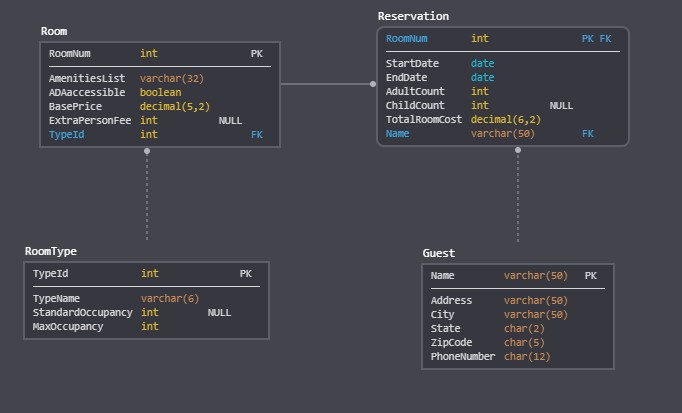 Room
RoomNum int PK
AmenitiesList varchar(32)
ADAaccessible boolean
BasePrice decimal(5,2)
ExtraPersonFee int NULL
TypeId int FK
Reservation
RoomNum int PK FK
StartDate date
EndDate date
AdultCount int
ChildCount int NULL
TotalRoomCost decimal(6,2)
Name varchar(50) FK
RoomType
TypeId int PK
TypeName varchar(6)
StandardOccupancy int NULL
MaxOccupancy int
Guest
Name varchar(50) PK
Address varchar(50)
City varchar(50)
State char(2)
ZipCode char(5)
PhoneNumber char(12)